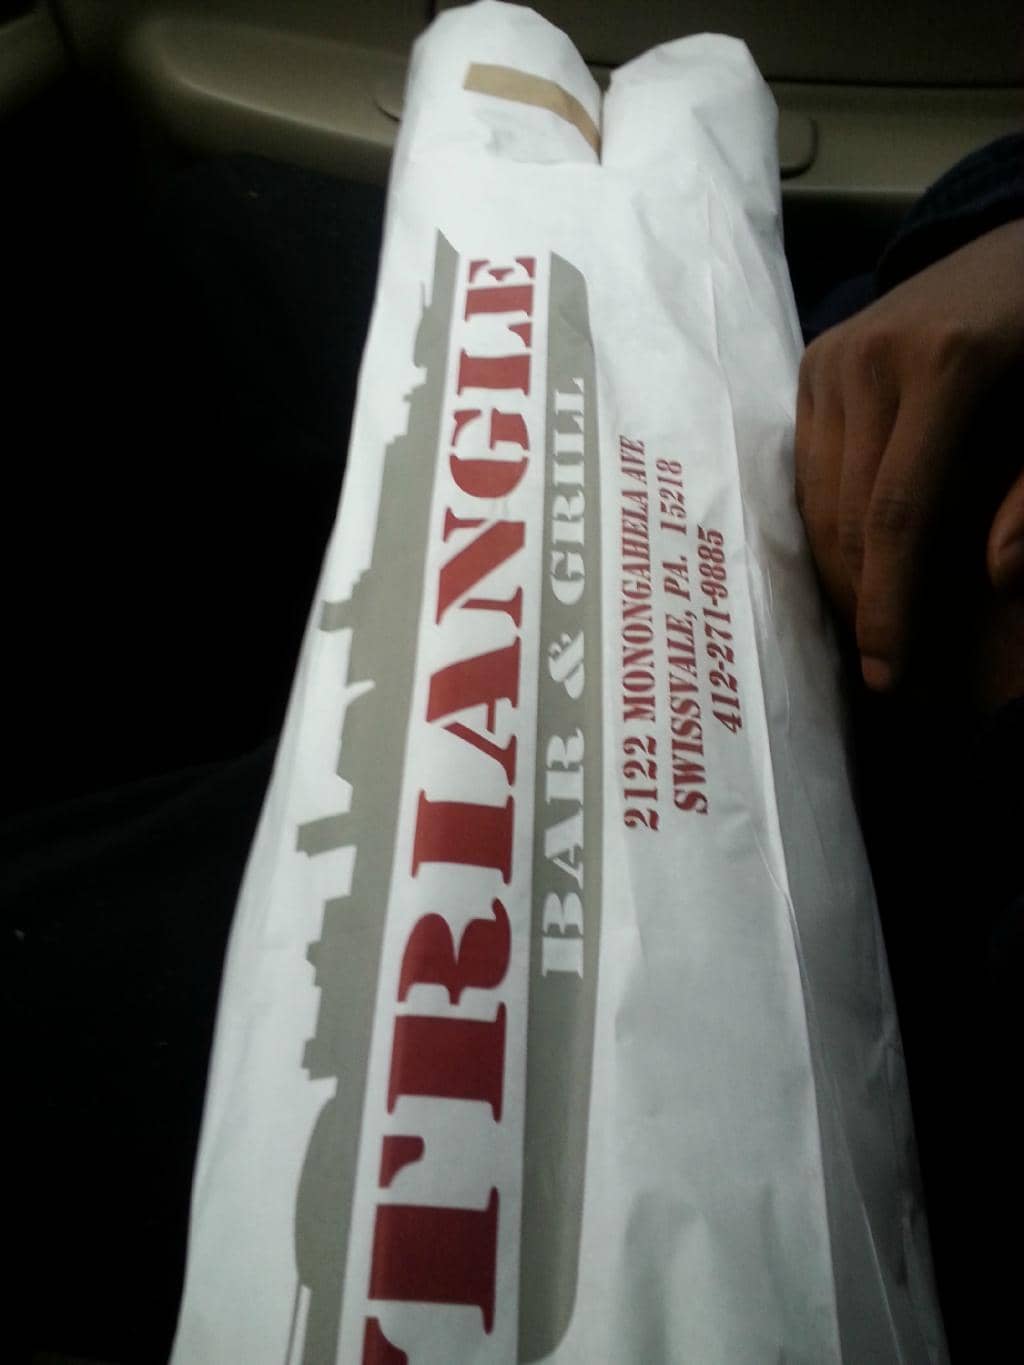 TRIANGLE
BAR & GRILL
2122 MONONGAHELA AVE
SWISSVALE, PA. 15218
412-271-9885